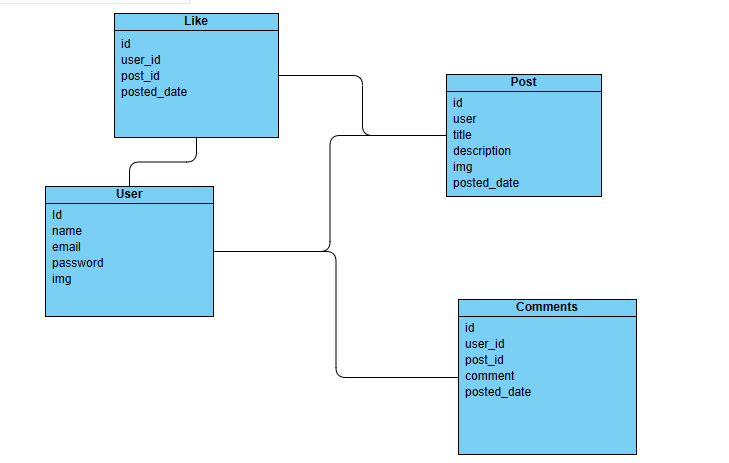 Like
id
user_id
post_id
posted_date
Post
id
user
title
description
img
posted_date
User
Id
name
email
password
img
Comments
id
user_id
post_id
comment
posted_date